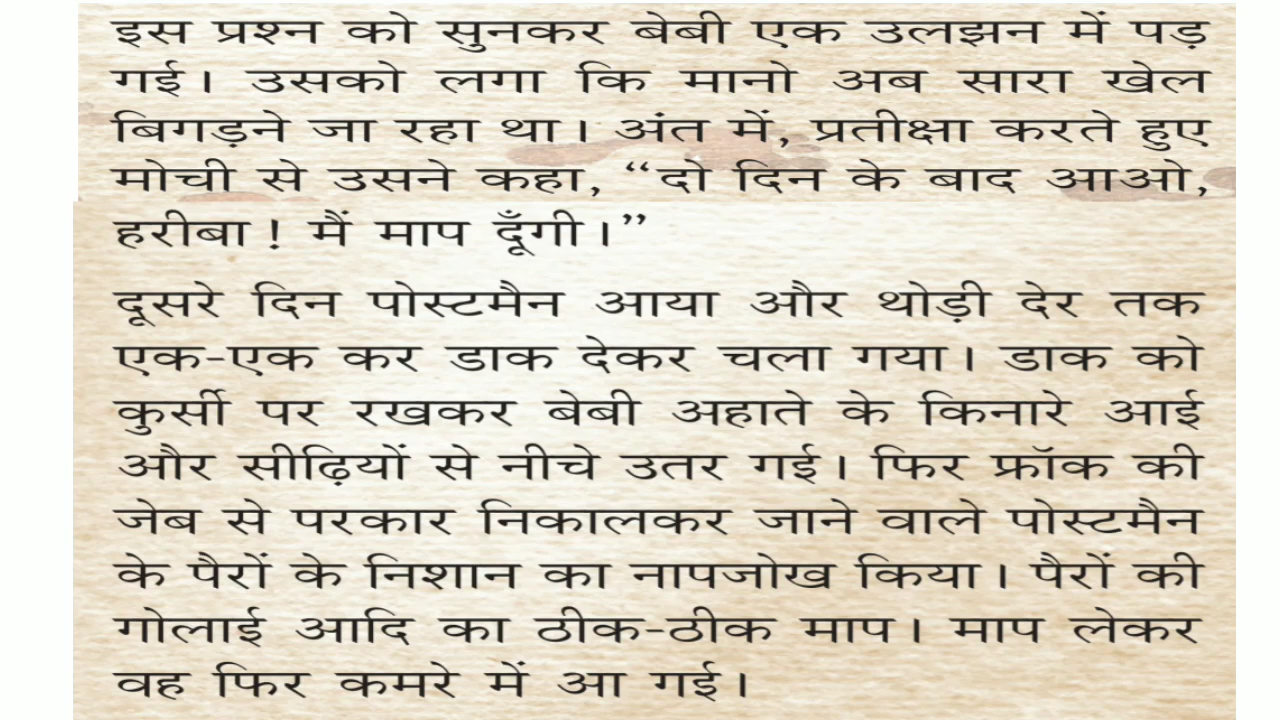 इस प्रश्न को सुनकर बेबी एक उलझन में पड़
गई। उसको लगा कि मानो अब सारा खेल
बिगड़ने जा रहा था। अंत में, प्रतीक्षा करते हुए
मोची से उसने कहा, “दो दिन के बाद आओ,
हरीबा! मैं माप दूँगी।”
दूसरे दिन पोस्टमैन आया और थोड़ी देर तक
एक-एक कर डाक देकर चला गया। डाक को
कुर्सी पर रखकर बेबी अहाते के किनारे आई
और सीढ़ियों से नीचे उतर गई। फिर फ्रॉक की
जेब से परकार निकालकर जाने वाले पोस्टमैन
के पैरों के निशान का नापजोख किया। पैरों की
गोलाई आदि का ठीक-ठीक माप। माप लेकर
वह फिर कमरे में आ गई।